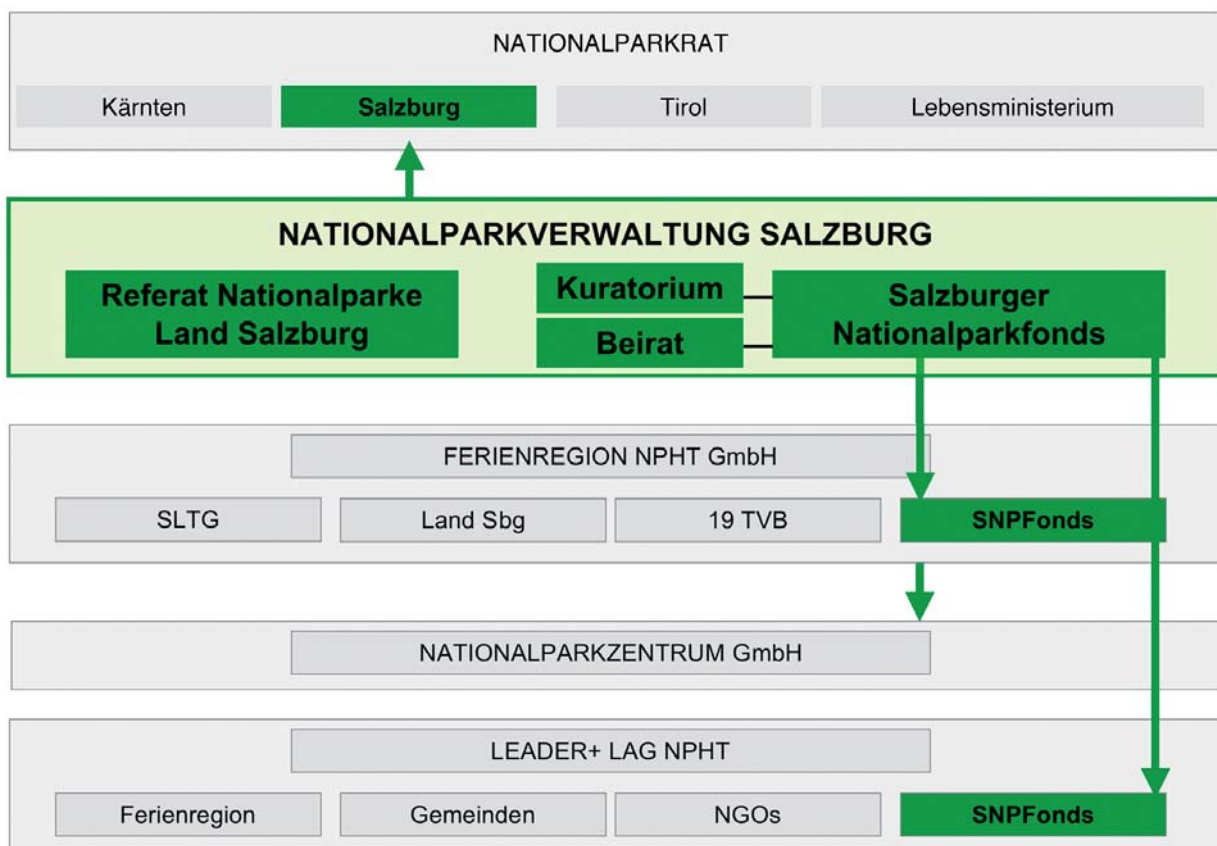 NATIONALPARKRAT
Kärnten
Salzburg
Tirol
Lebensministerium
NATIONALPARKVERWALTUNG SALZBURG
Referat Nationalparke
Land Salzburg
Kuratorium
Beirat
Salzburger
Nationalparkfonds
FERIENREGION NPHT GmbH
SLTG
Land Sbg
19 TVB
SNPFonds
NATIONALPARKZENTRUM GmbH
LEADER+ LAG NPHT
Ferienregion
Gemeinden
NGOs
SNPFonds